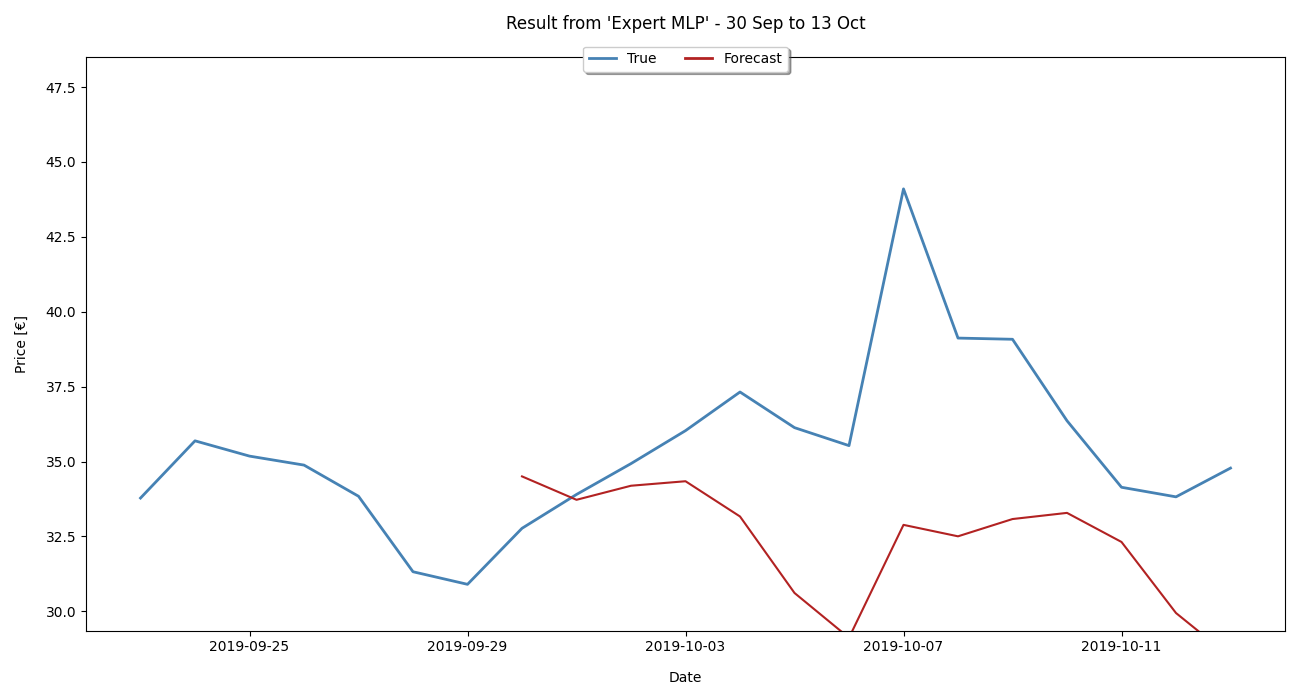 Result from 'Expert MLP' - 30 Sep to 13 Oct
True Forecast
47.5
45.0
42.5
40.0
37.5
35.0
32.5
30.0
Price [€]
2019-09-25 2019-09-29 2019-10-03 2019-10-07 2019-10-11
Date